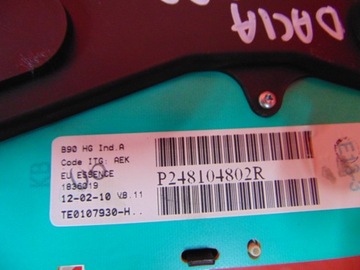 DACIA
B90 HG Ind.A
Code ITG: AEK
EU ESSENCE
1836019
12-02-10 V8.11
TE0107930-H..
P248104802R